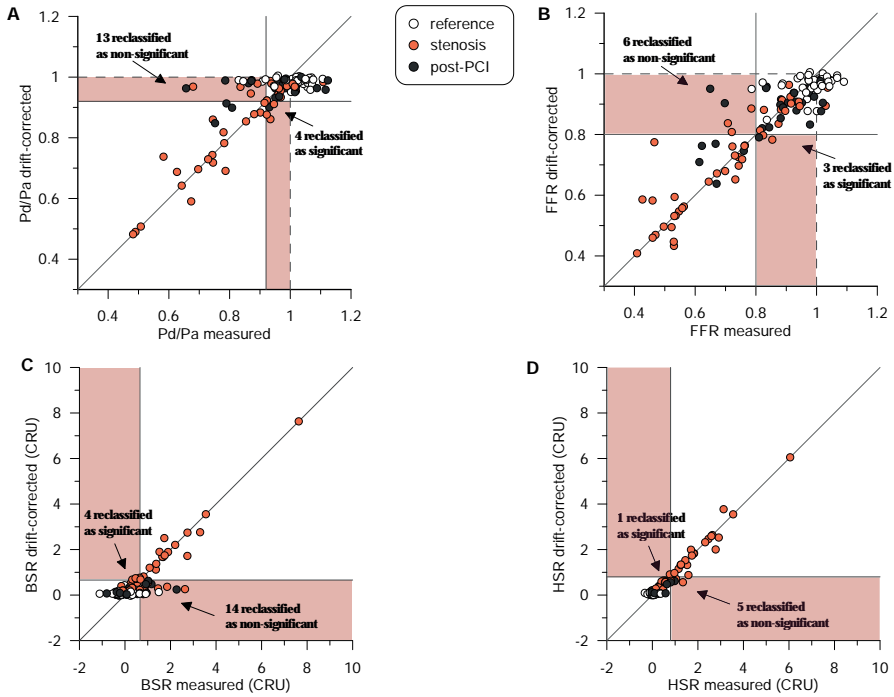 A
1.2
1
0.8
0.6
0.4
0.4
0.6
0.8
1
1.2
Pd/Pa drift-corrected
Pd/Pa measured
13 reclassified
as non-significant
4 reclassified
as significant
reference
stenosis
post-PCI
B
1.2
1
0.8
0.6
0.4
0.4
0.6
0.8
1
1.2
FFR drift-corrected
FFR measured
6 reclassified
as non-significant
3 reclassified
as significant
C
10
8
6
4
2
0
-2
-2
0
2
4
6
8
10
BSR drift-corrected (CRU)
BSR measured (CRU)
4 reclassified
as significant
14 reclassified
as non-significant
D
10
8
6
4
2
0
-2
-2
0
2
4
6
8
10
HSR drift-corrected (CRU)
HSR measured (CRU)
1 reclassified
as significant
5 reclassified
as non-significant